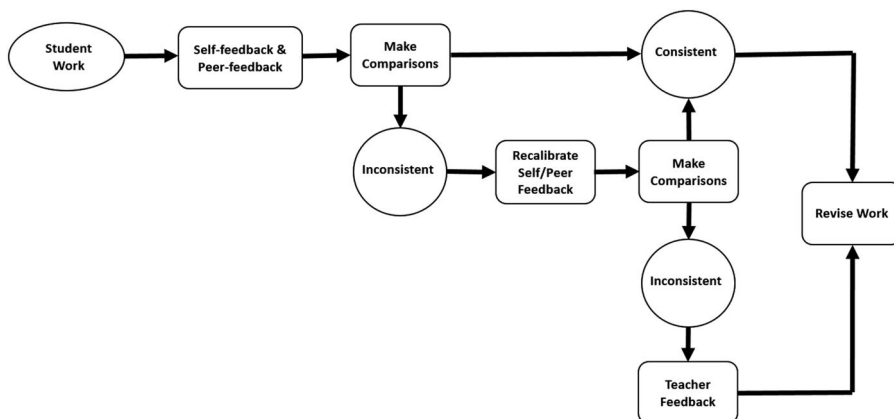 Student
Work
Self-feedback &
Peer-feedback
Make
Comparisons
Consistent
Inconsistent
Recalibrate
Self/Peer
Feedback
Make
Comparisons
Revise Work
Inconsistent
Teacher
Feedback